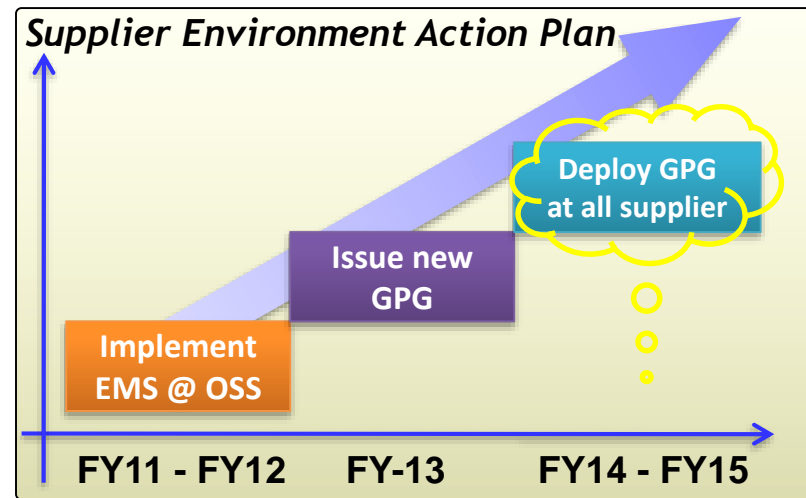 Supplier Environment Action Plan
Deploy GPG
at all supplier
Issue new
GPG
Implement
EMS @ OSS
FY11 - FY12 FY-13 FY14 - FY15